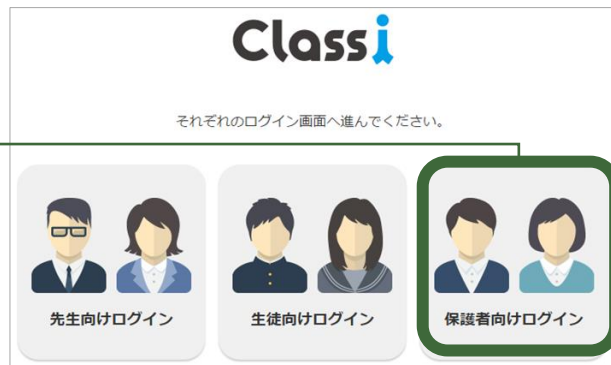 Classi
それぞれのログイン画面へ進んでください。
先生向けログイン
生徒向けログイン
保護者向けログイン